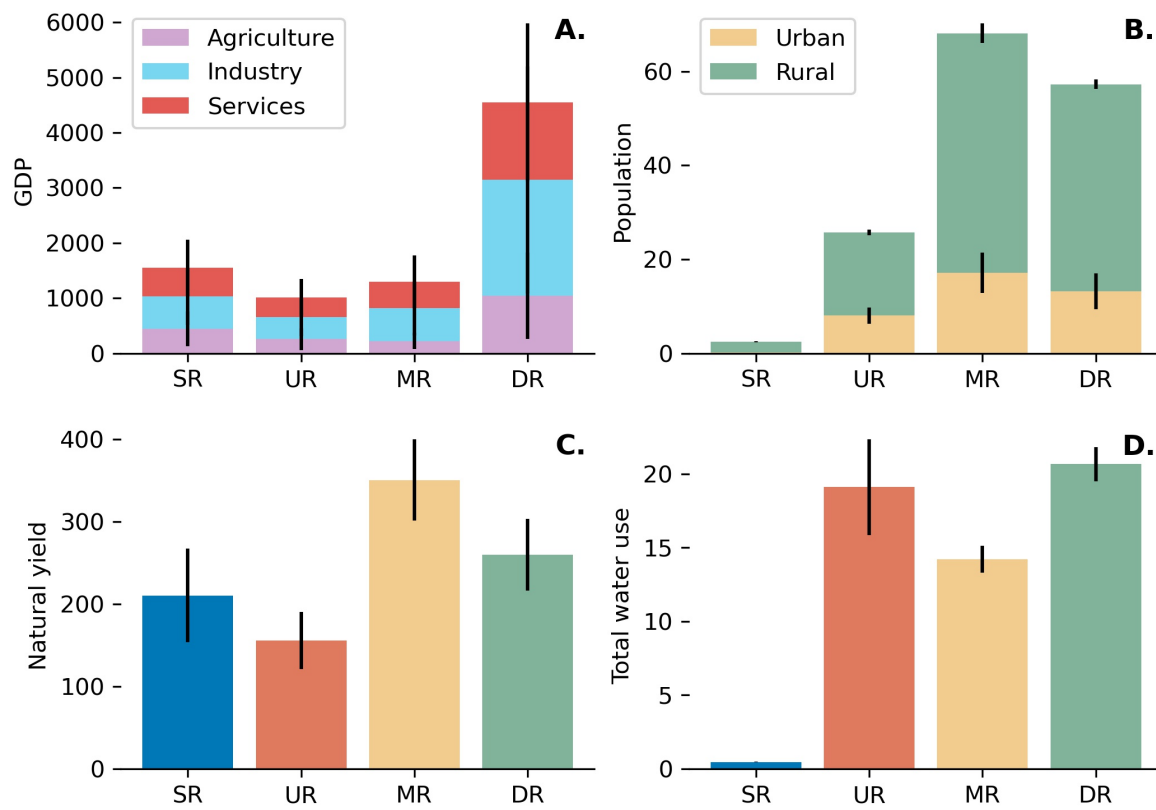 A.
GDP
6000
5000
4000
3000
2000
1000
0
Agriculture
Industry
Services
SR UR MR DR
B.
Population
60
40
20
0
Urban
Rural
SR UR MR DR
C.
Natural yield
400
300
200
100
0
SR UR MR DR
D.
Total water use
20
15
10
5
0
SR UR MR DR